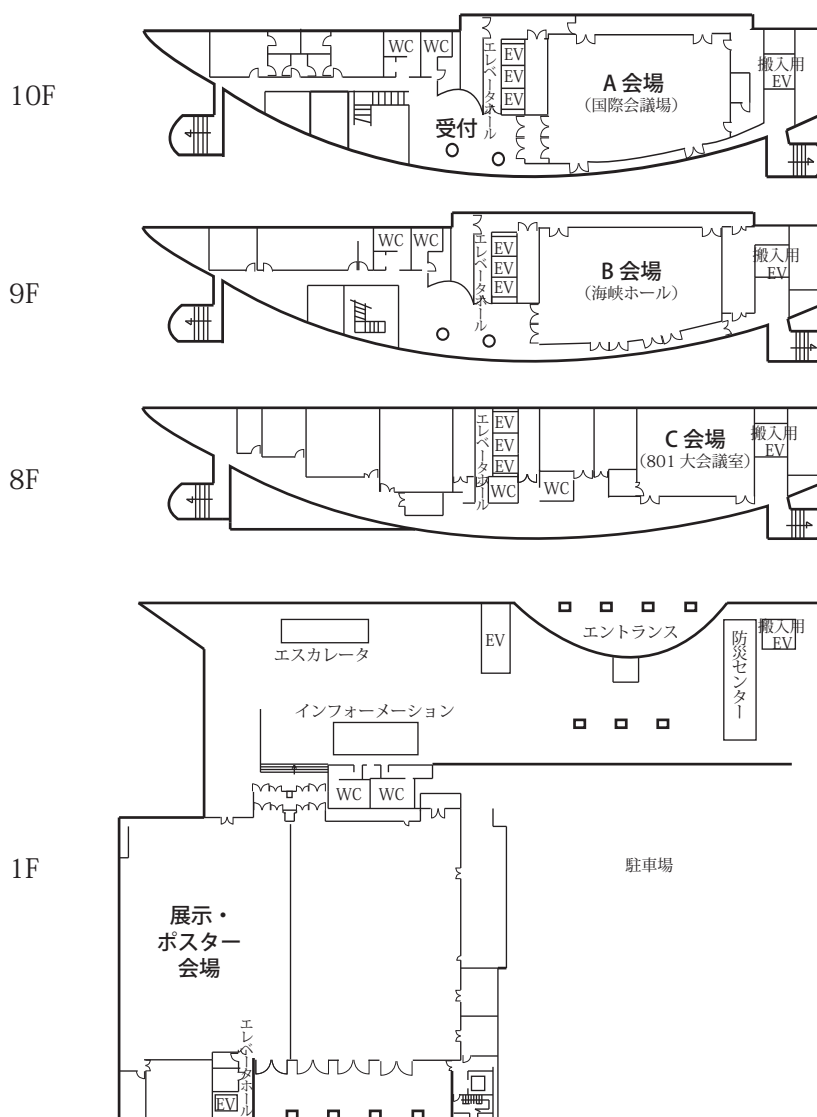 10F
WC
WC
エレベータホール
EV
EV
EV
A 会場
（国際会議場）
搬入用
EV
受付
9F
WC
WC
エレベータホール
EV
EV
EV
B 会場
（海峡ホール）
搬入用
EV
8F
エレベータホール
EV
EV
EV
WC
WC
C 会場
（801 大会議室）
搬入用
EV
1F
エスカレータ
EV
エントランス
防災センター
搬入用
EV
インフォーメーション
WC
WC
駐車場
展示・
ポスター
会場
エレベータホール
EV